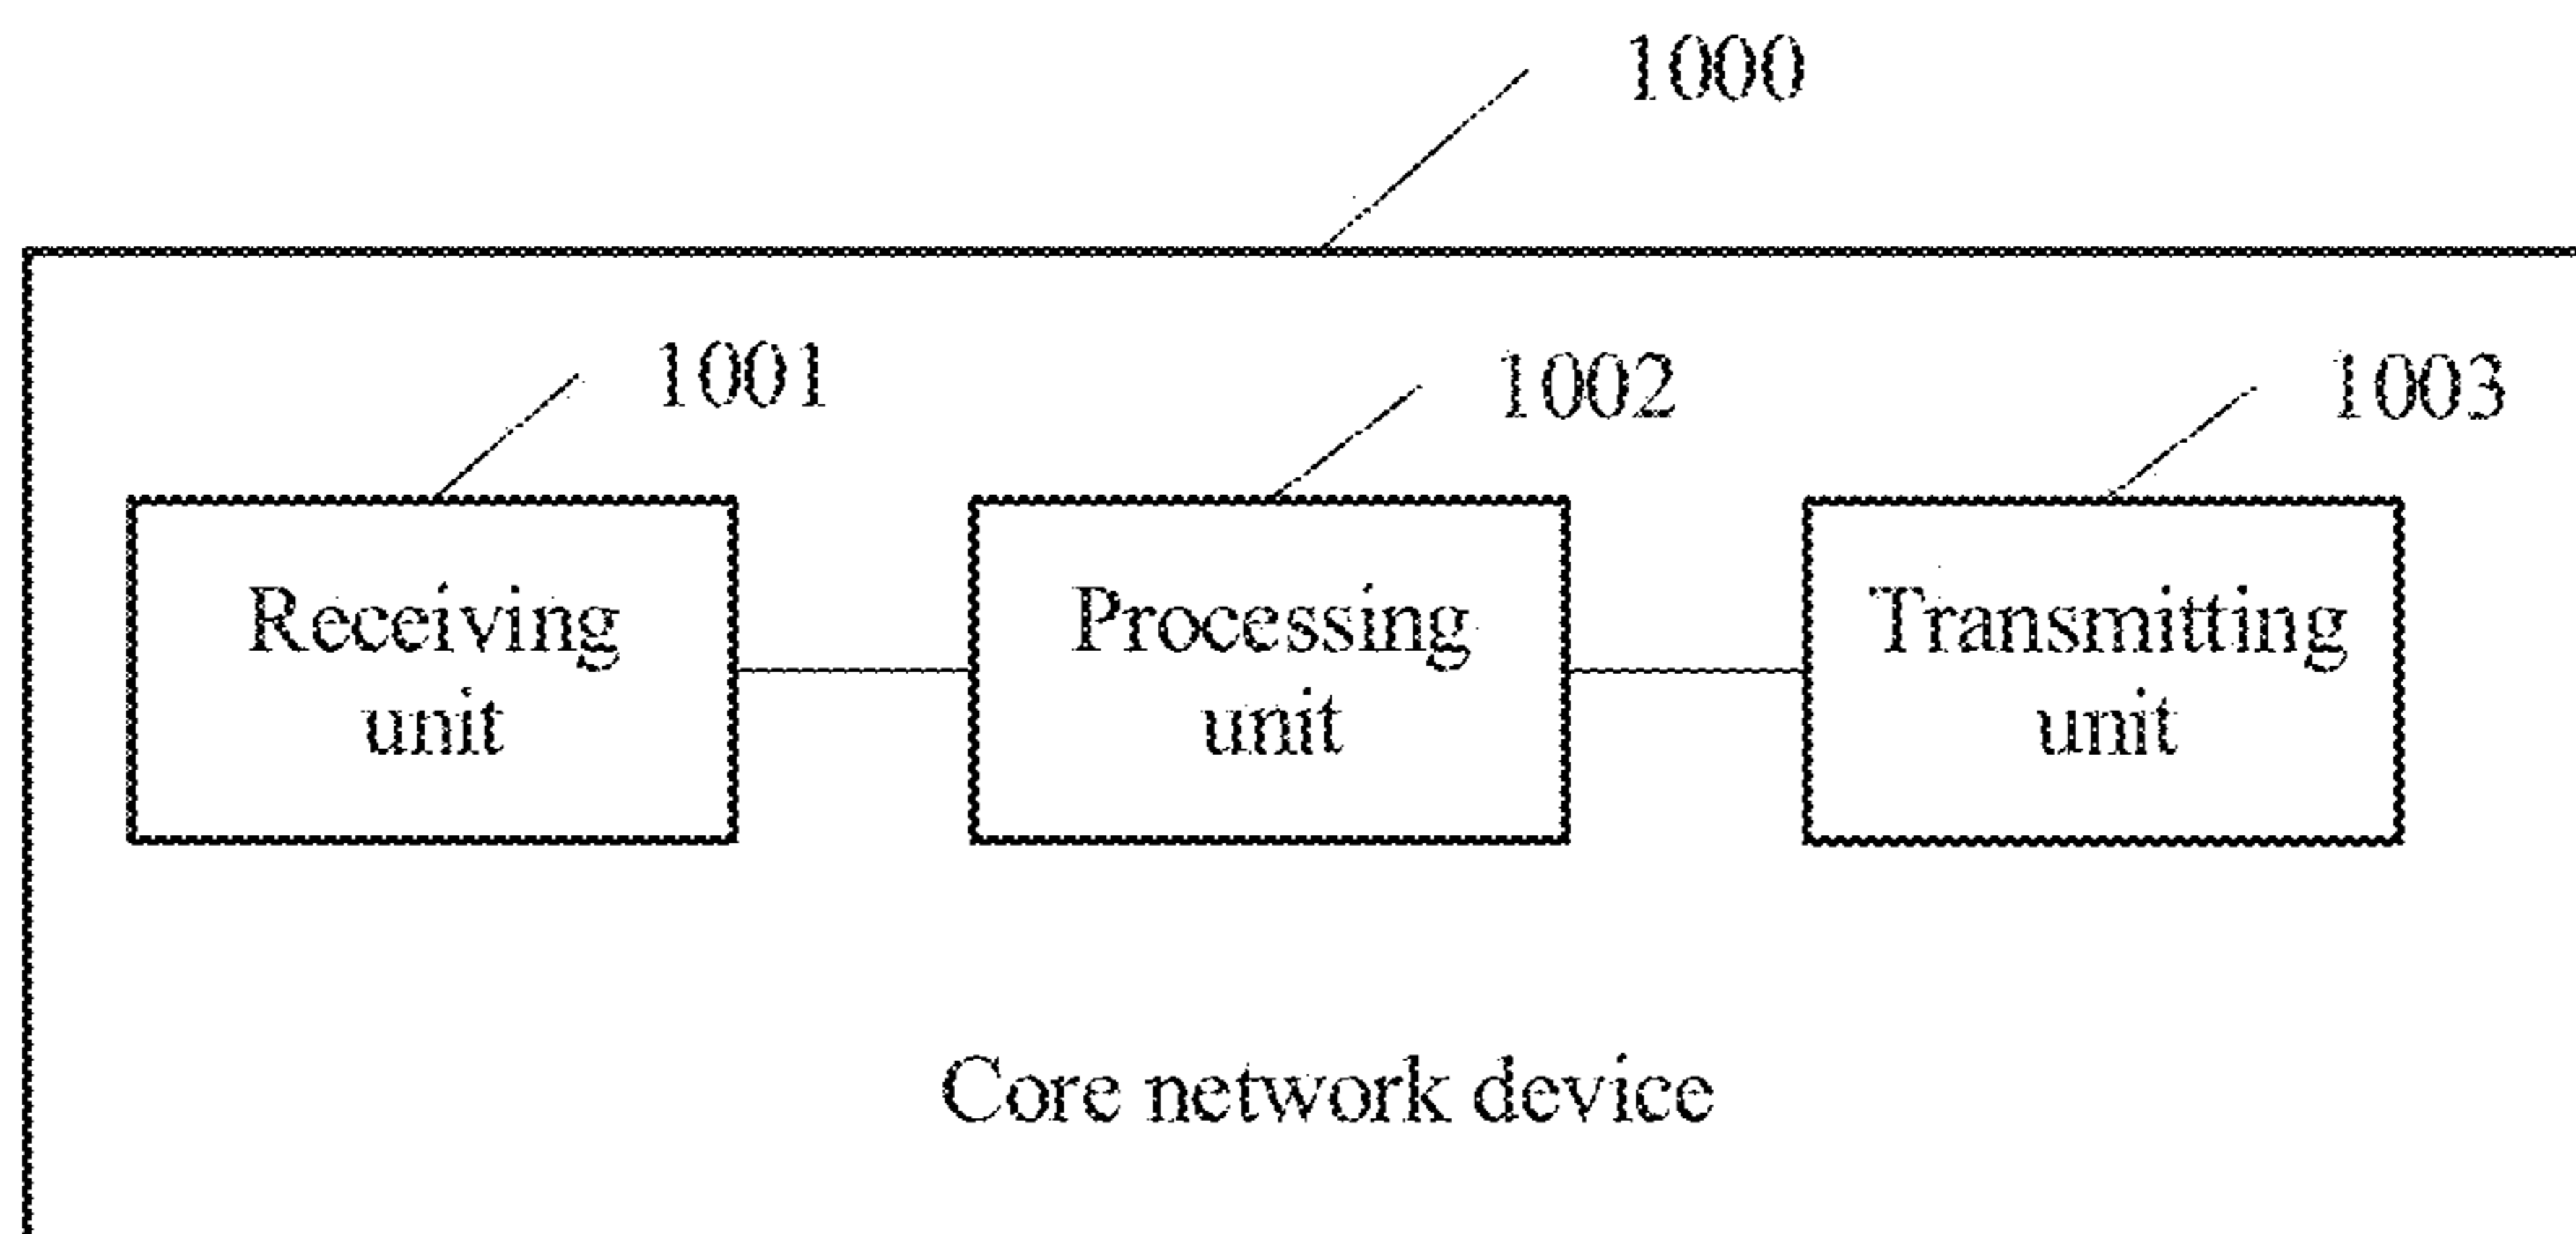 1000
1001
1002
1003
Receiving
unit
Processing
unit
Transmitting
unit
Core network device